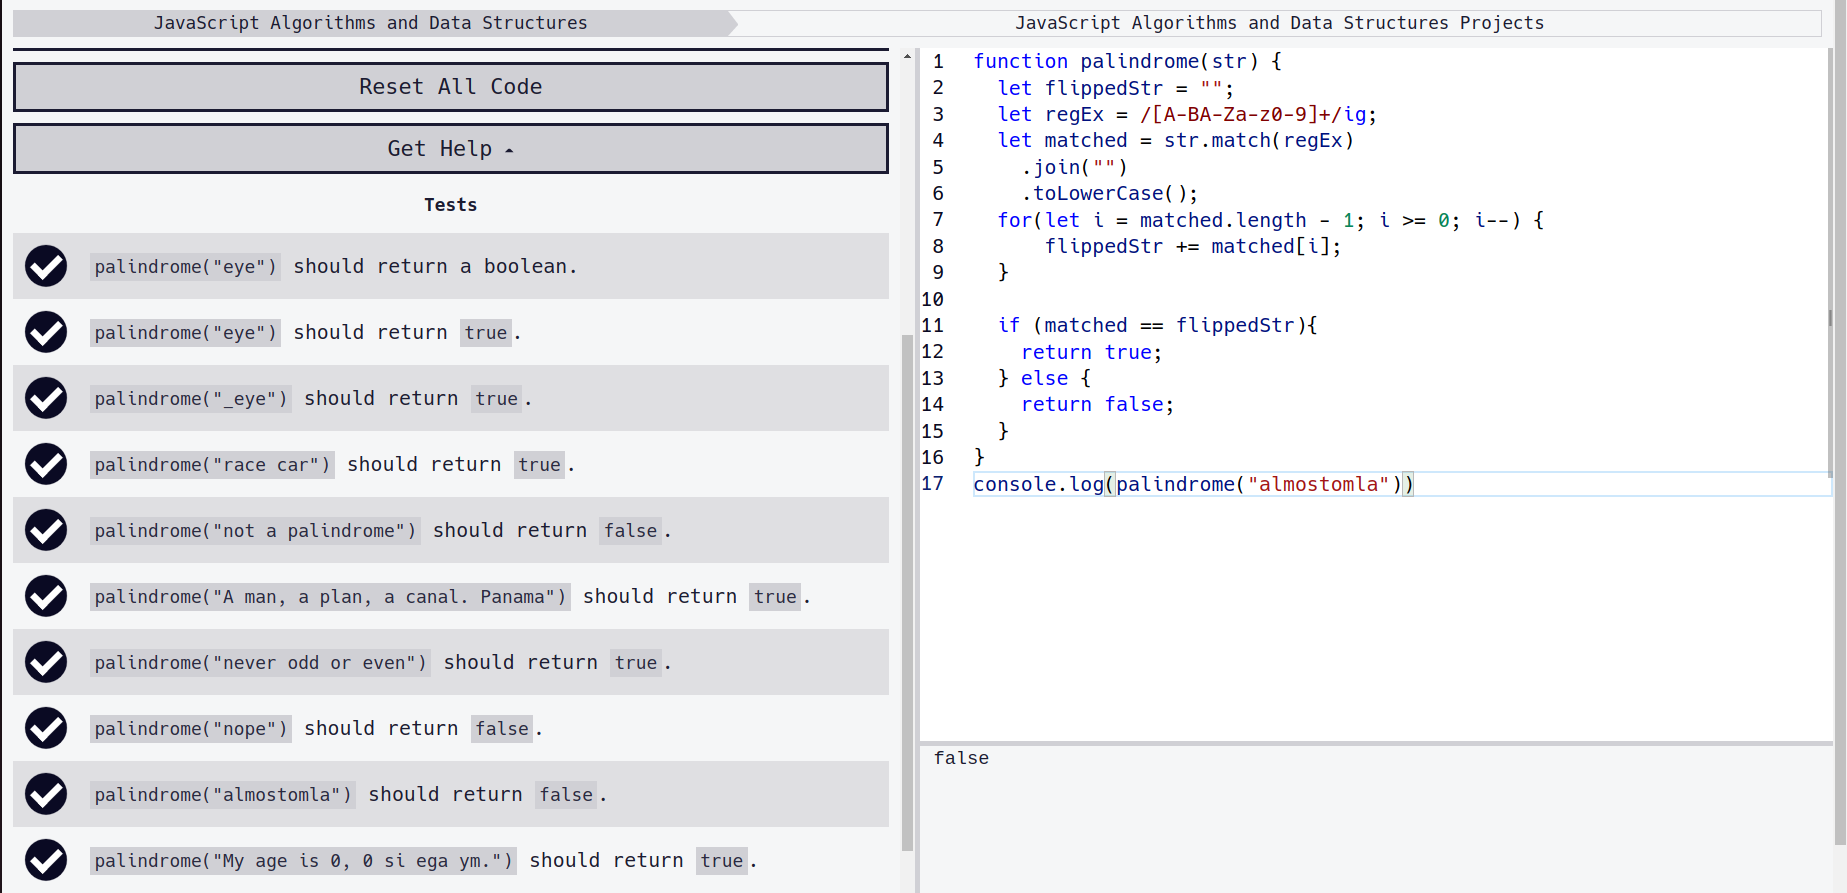 JavaScript Algorithms and Data Structures
JavaScript Algorithms and Data Structures Projects
Reset All Code
Get Help
Tests
palindrome("eye") should return a boolean.
palindrome("eye") should return true.
palindrome("_eye") should return true.
palindrome("race car") should return true.
palindrome("not a palindrome") should return false.
palindrome("A man, a plan, a canal. Panama") should return true.
palindrome("never odd or even") should return true.
palindrome("nope") should return false.
palindrome("almostomla") should return false.
palindrome("My age is 0, 0 si ega ym.") should return true.
1 function palindrome(str) {
2   let flippedStr = "";
3   let regEx = /[A-BA-Za-z0-9]+/ig;
4   let matched = str.match(regEx)
5     .join("")
6     .toLowerCase();
7   for(let i = matched.length - 1; i >= 0; i--) {
8       flippedStr += matched[i];
9   }
10
11   if (matched == flippedStr){
12     return true;
13   } else {
14     return false;
15   }
16 }
17 console.log(palindrome("almostomla"))
false